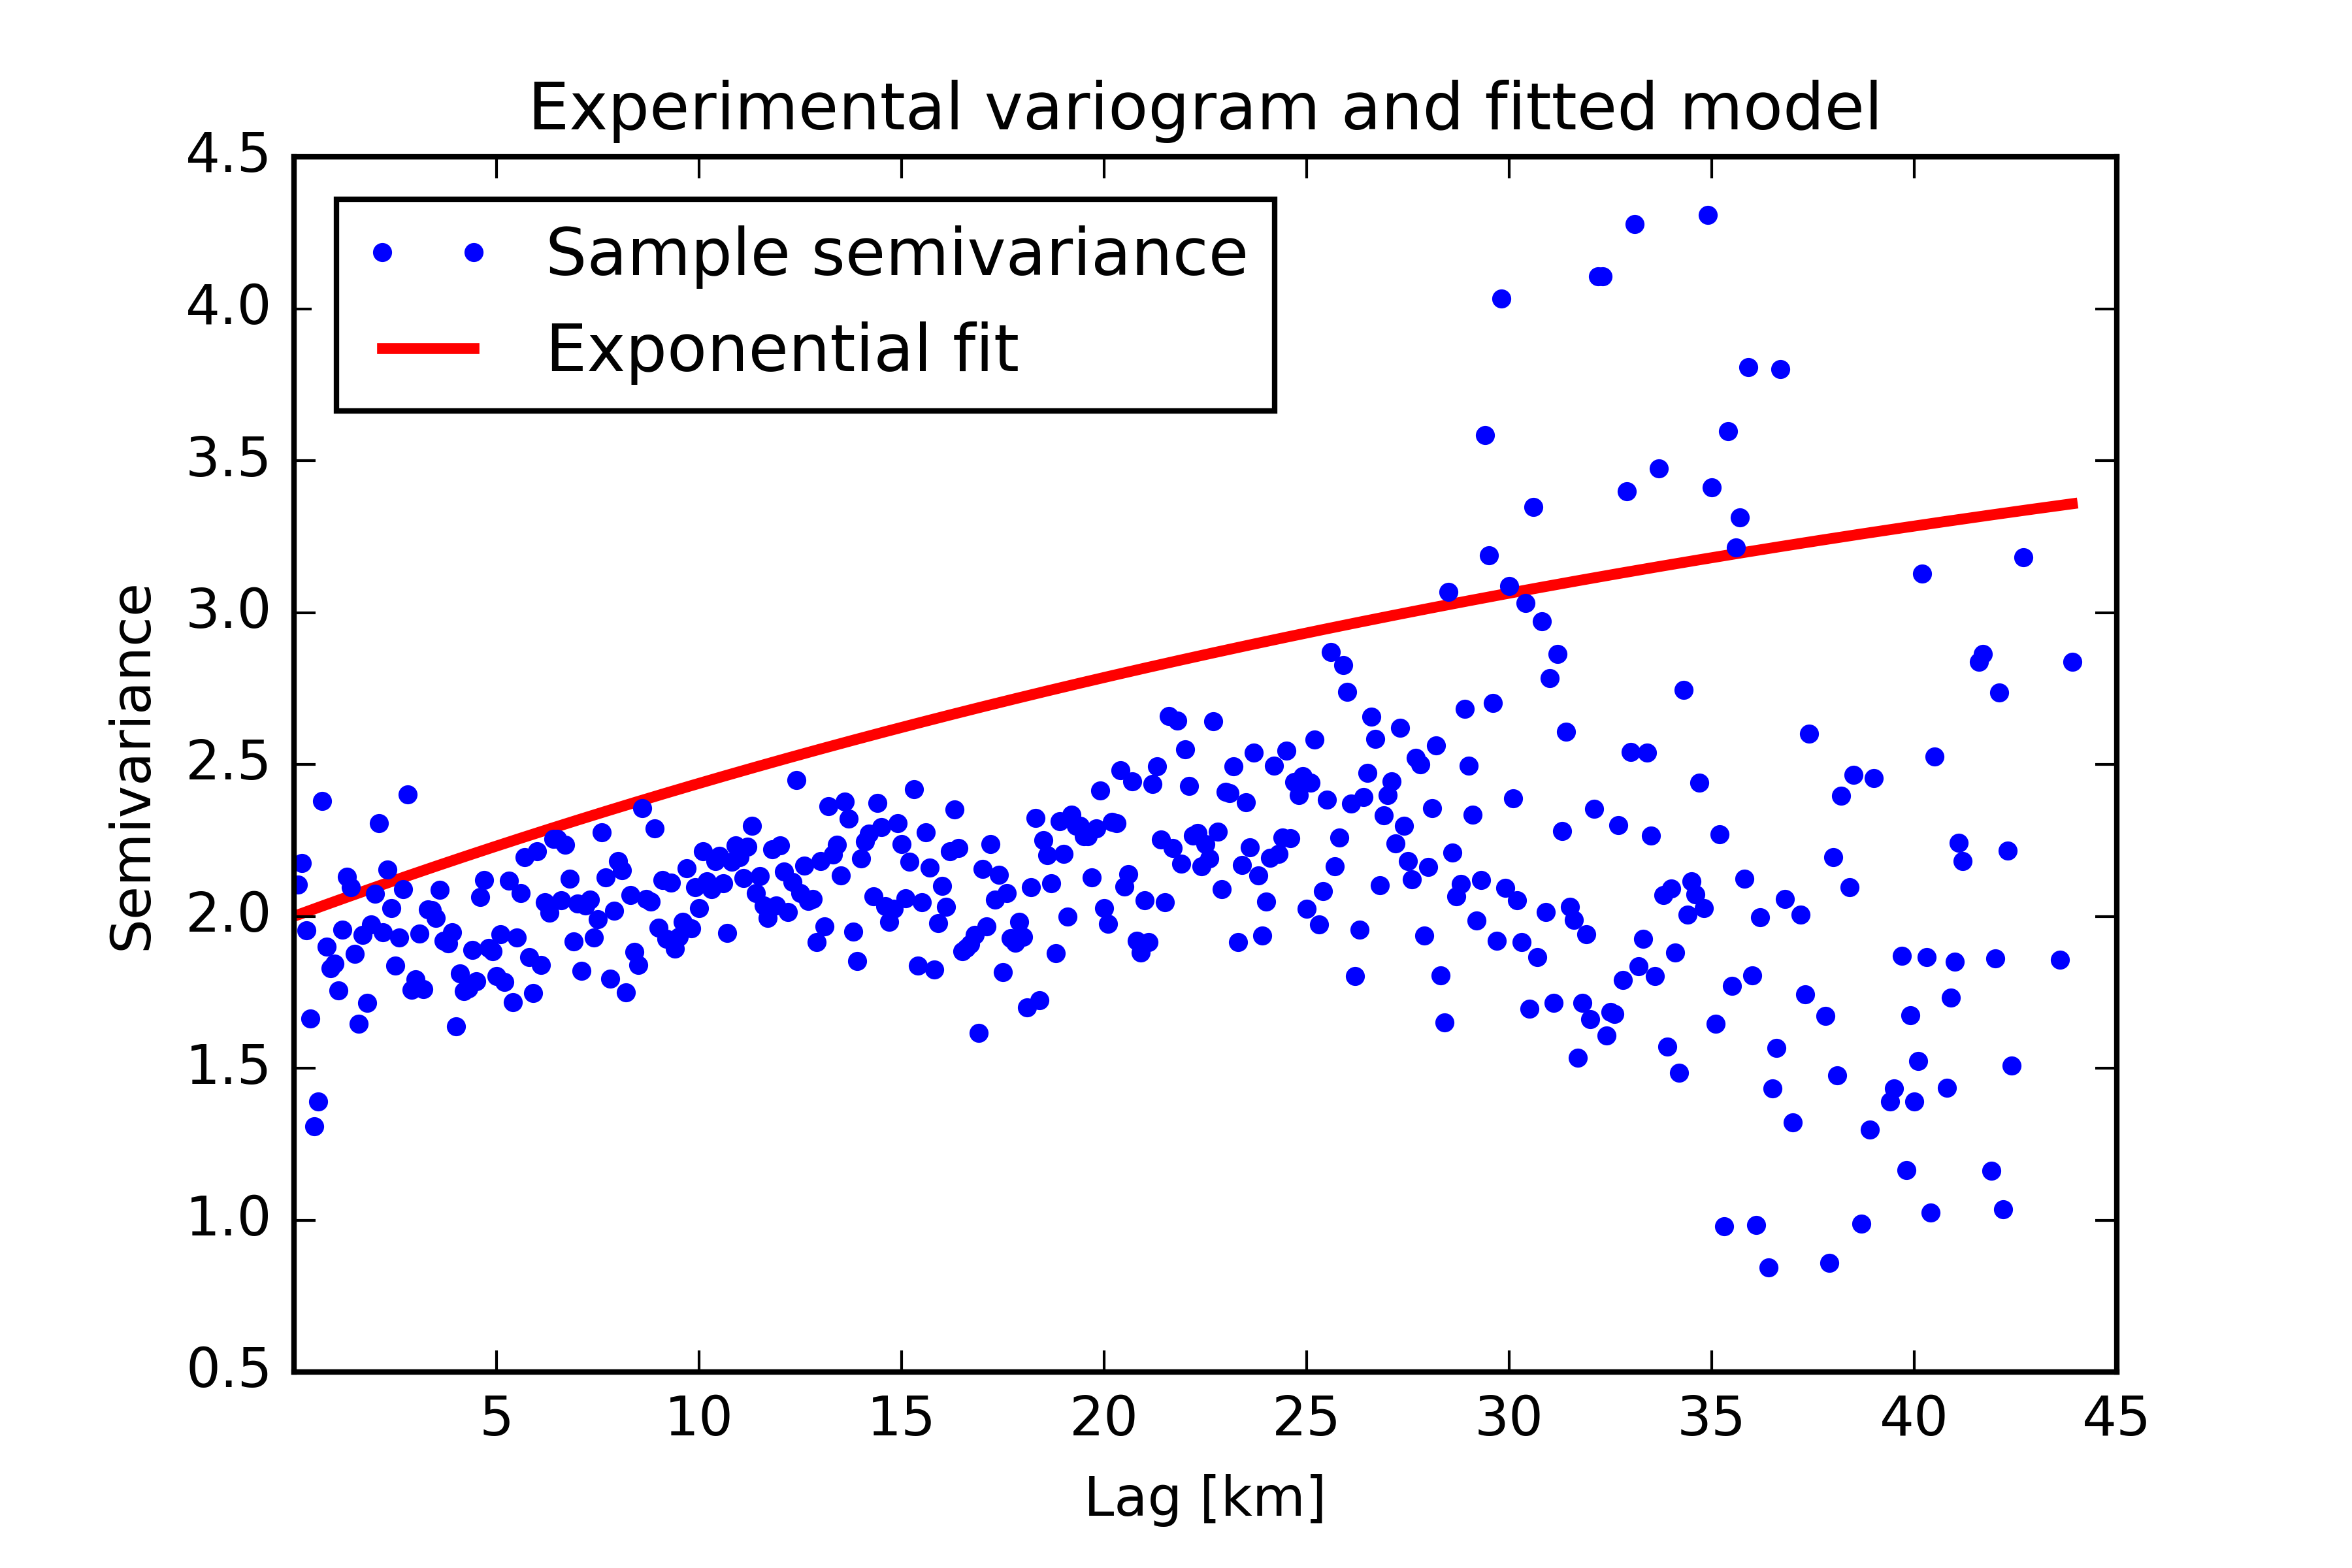 Experimental variogram and fitted model
4.5
4.0
3.5
3.0
2.5
2.0
1.5
1.0
0.5
Semivariance
Sample semivariance
Exponential fit
5 10 15 20 25 30 35 40 45
Lag [km]